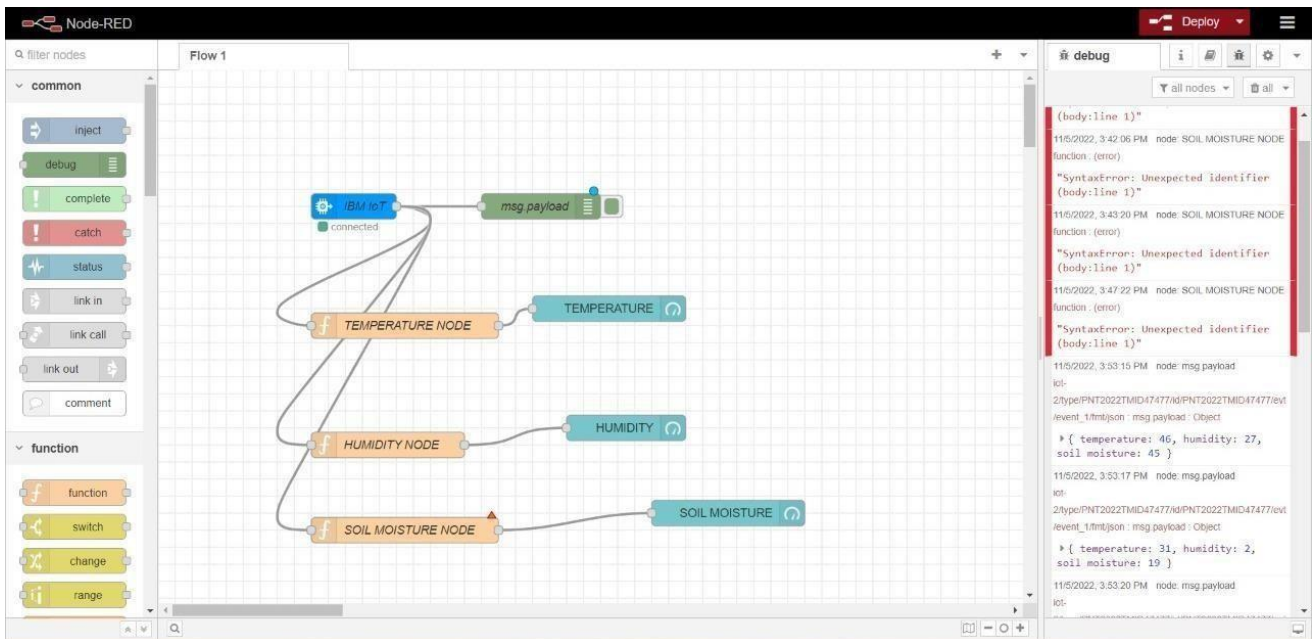 Node-RED
Deploy
filter nodes
Flow 1
debug
i
all nodes
all
common
inject
debug
complete
catch
status
link in
link call
link out
comment
function
function
switch
change
range
IBM IoT
connected
msg.payload
f TEMPERATURE NODE
TEMPERATURE
f HUMIDITY NODE
HUMIDITY
f SOIL MOISTURE NODE
SOIL MOISTURE
(body:line 1)"
11/5/2022, 3:42:06 PM node: SOIL MOISTURE NODE
function : (error)
"SyntaxError: Unexpected identifier
(body:line 1)"
11/5/2022, 3:43:20 PM node: SOIL MOISTURE NODE
function : (error)
"SyntaxError: Unexpected identifier
(body:line 1)"
11/5/2022, 3:47:22 PM node: SOIL MOISTURE NODE
function : (error)
"SyntaxError: Unexpected identifier
(body:line 1)"
11/5/2022, 3:53:15 PM node: msg.payload
iot-
2/type/PNT2022TMID47477/id/PNT2022TMID47477/evt
/event_1/fmt/json : msg.payload : Object
{ temperature: 46, humidity: 27,
soil moisture: 45 }
11/5/2022, 3:53:17 PM node: msg.payload
iot-
2/type/PNT2022TMID47477/id/PNT2022TMID47477/evt
/event_1/fmt/json : msg.payload : Object
{ temperature: 31, humidity: 2,
soil moisture: 19 }
11/5/2022, 3:53:20 PM node: msg.payload
iot-